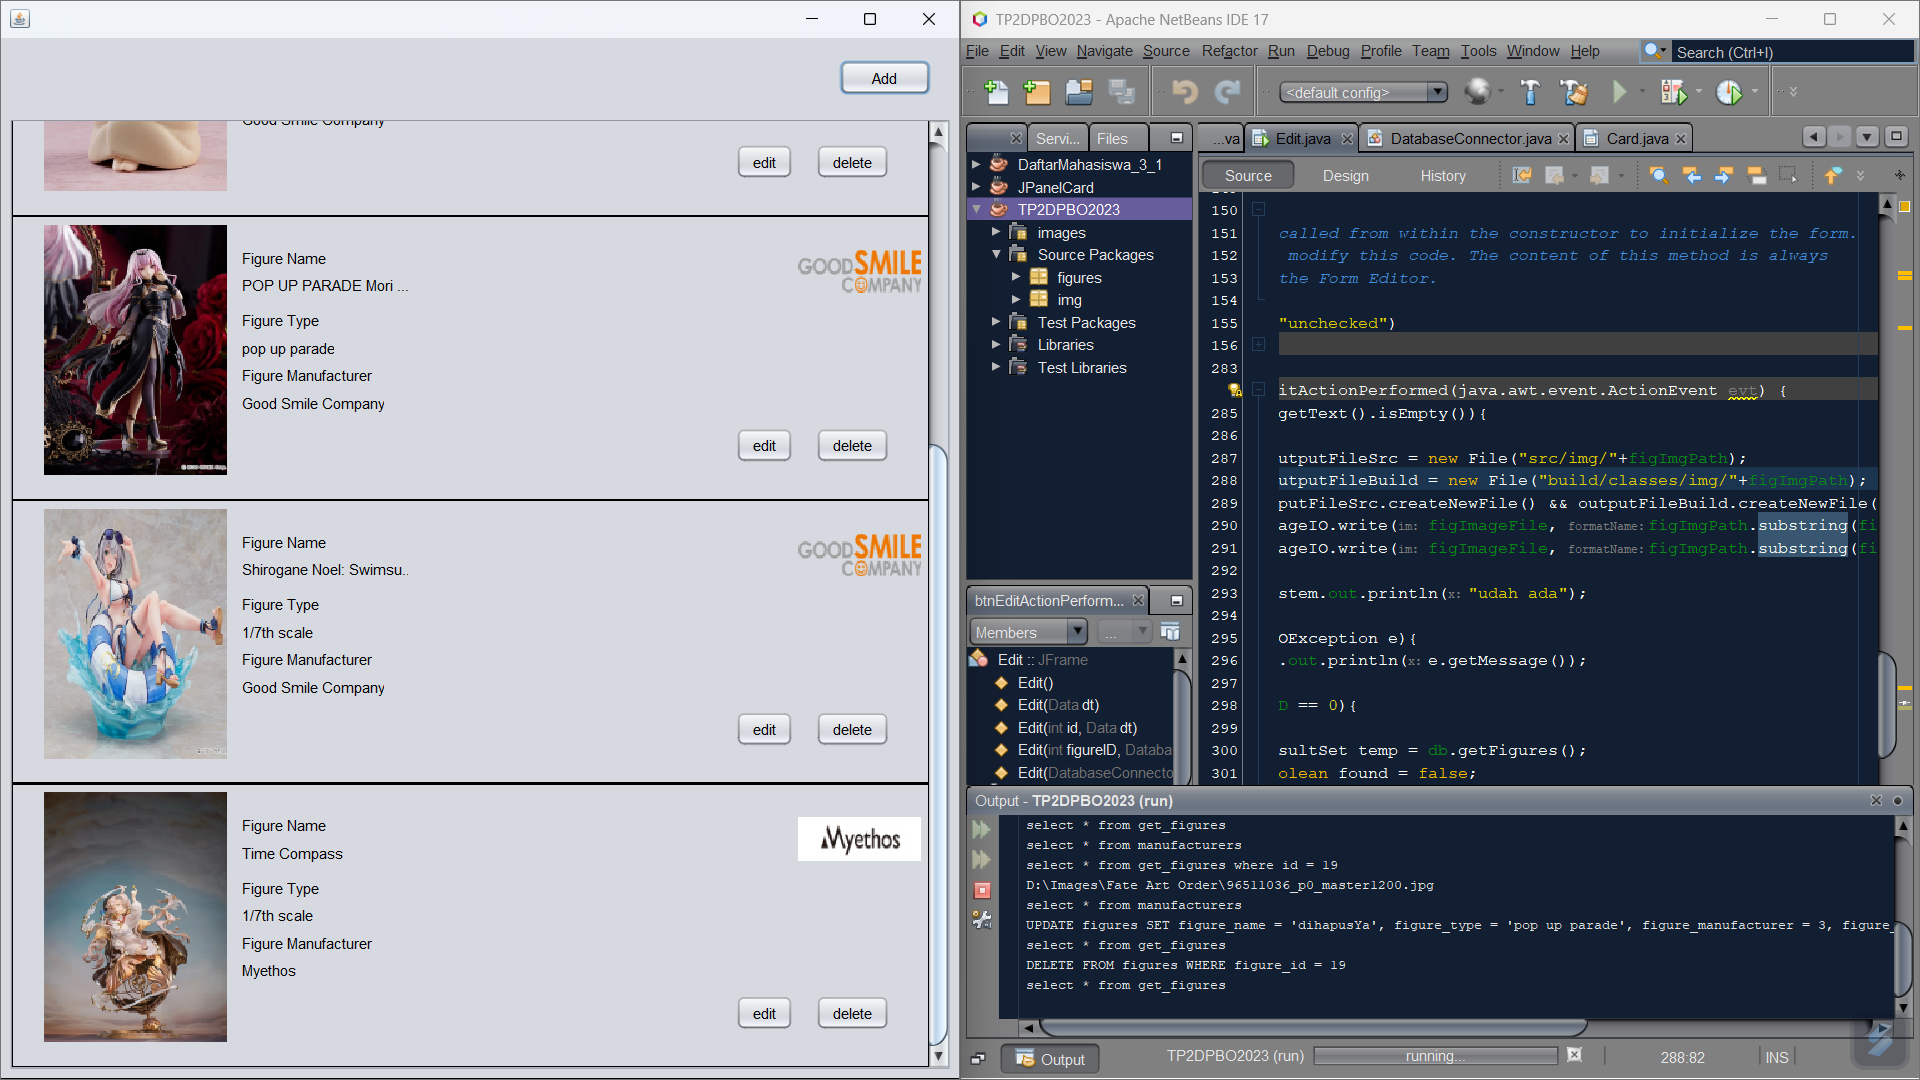 Add
Good Smile Company
edit
delete
Figure Name
POP UP PARADE Mori ...
Figure Type
pop up parade
Figure Manufacturer
Good Smile Company
GOOD SMILE
COMPANY
edit
delete
Figure Name
Shirogane Noel: Swimsu..
Figure Type
1/7th scale
Figure Manufacturer
Good Smile Company
GOOD SMILE
COMPANY
edit
delete
Figure Name
Time Compass
Figure Type
1/7th scale
Figure Manufacturer
Myethos
Myethos
edit
delete
TP2DPBO2023 - Apache NetBeans IDE 17
File Edit View Navigate Source Refactor Run Debug Profile Team Tools Window Help
Search (Ctrl+I)
<default config>
Servi... Files
DaftarMahasiswa_3_1
JPanelCard
TP2DPBO2023
images
Source Packages
figures
img
Test Packages
Libraries
Test Libraries
btnEditActionPerform...
Members
...
Edit :: JFrame
Edit()
Edit(Data dt)
Edit(int id, Data dt)
Edit(int figureID, Databa
Edit(DatabaseConnecto
...va Edit.java DatabaseConnector.java Card.java
Source Design History
150
151 called from within the constructor to initialize the form.
152 modify this code. The content of this method is always
153 the Form Editor.
154
155 "unchecked")
156
283
itActionPerformed(java.awt.event.ActionEvent evt) {
285 getText().isEmpty()){
286
287 utputFileSrc = new File("src/img/"+figImgPath);
288 utputFileBuild = new File("build/classes/img/"+figImgPath);
289 putFileSrc.createNewFile() && outputFileBuild.createNewFile(
290 ageIO.write(im: figImageFile, formatName: figImgPath.substring(fi
291 ageIO.write(im: figImageFile, formatName: figImgPath.substring(fi
292
293 stem.out.println(x: "udah ada");
294
295 OException e){
296 .out.println(x: e.getMessage());
297
298 D == 0){
299
300 sultSet temp = db.getFigures();
301 olean found = false;
Output - TP2DPBO2023 (run)
select * from get_figures
select * from manufacturers
select * from get_figures where id = 19
D:\Images\Fate Art Order\96511036_p0_master1200.jpg
select * from manufacturers
UPDATE figures SET figure_name = 'dihapusYa', figure_type = 'pop up parade', figure_manufacturer = 3, figure_
select * from get_figures
DELETE FROM figures WHERE figure_id = 19
select * from get_figures
Output
TP2DPBO2023 (run)
running...
288:82
INS